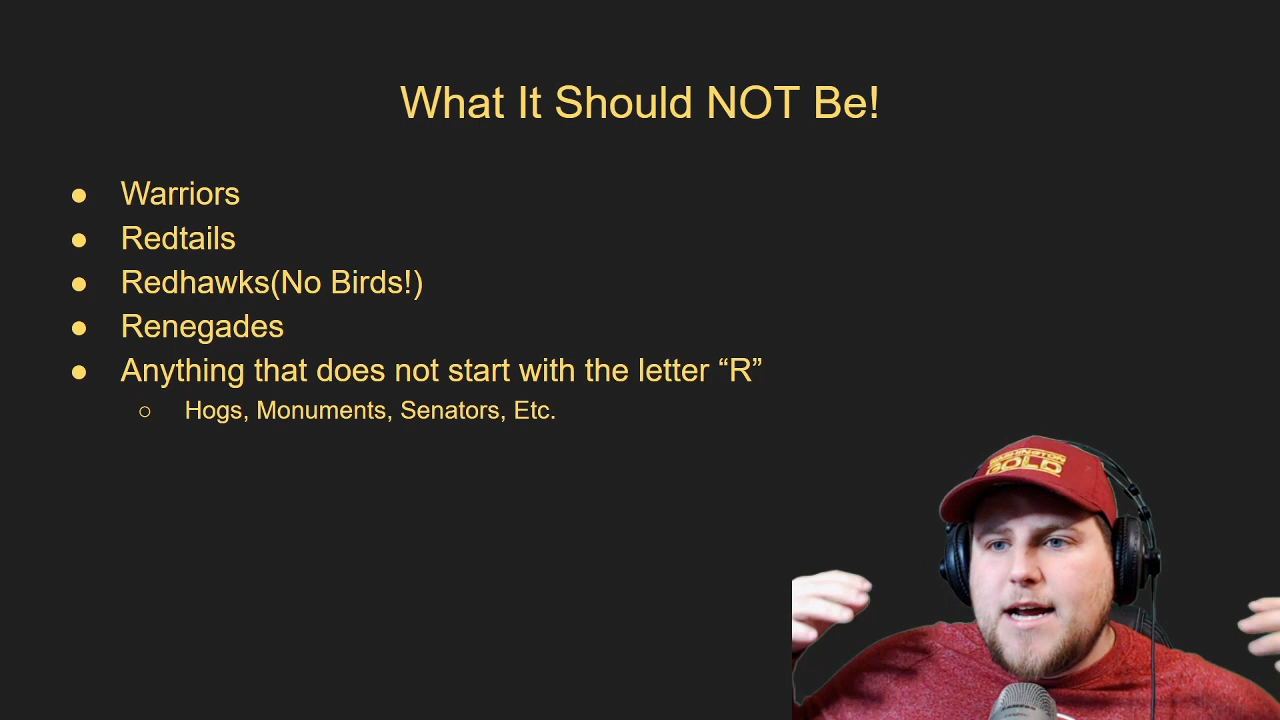 What It Should NOT Be!
● Warriors
● Redtails
● Redhawks(No Birds!)
● Renegades
● Anything that does not start with the letter “R”
○ Hogs, Monuments, Senators, Etc.
WASHINGTON
GOLD